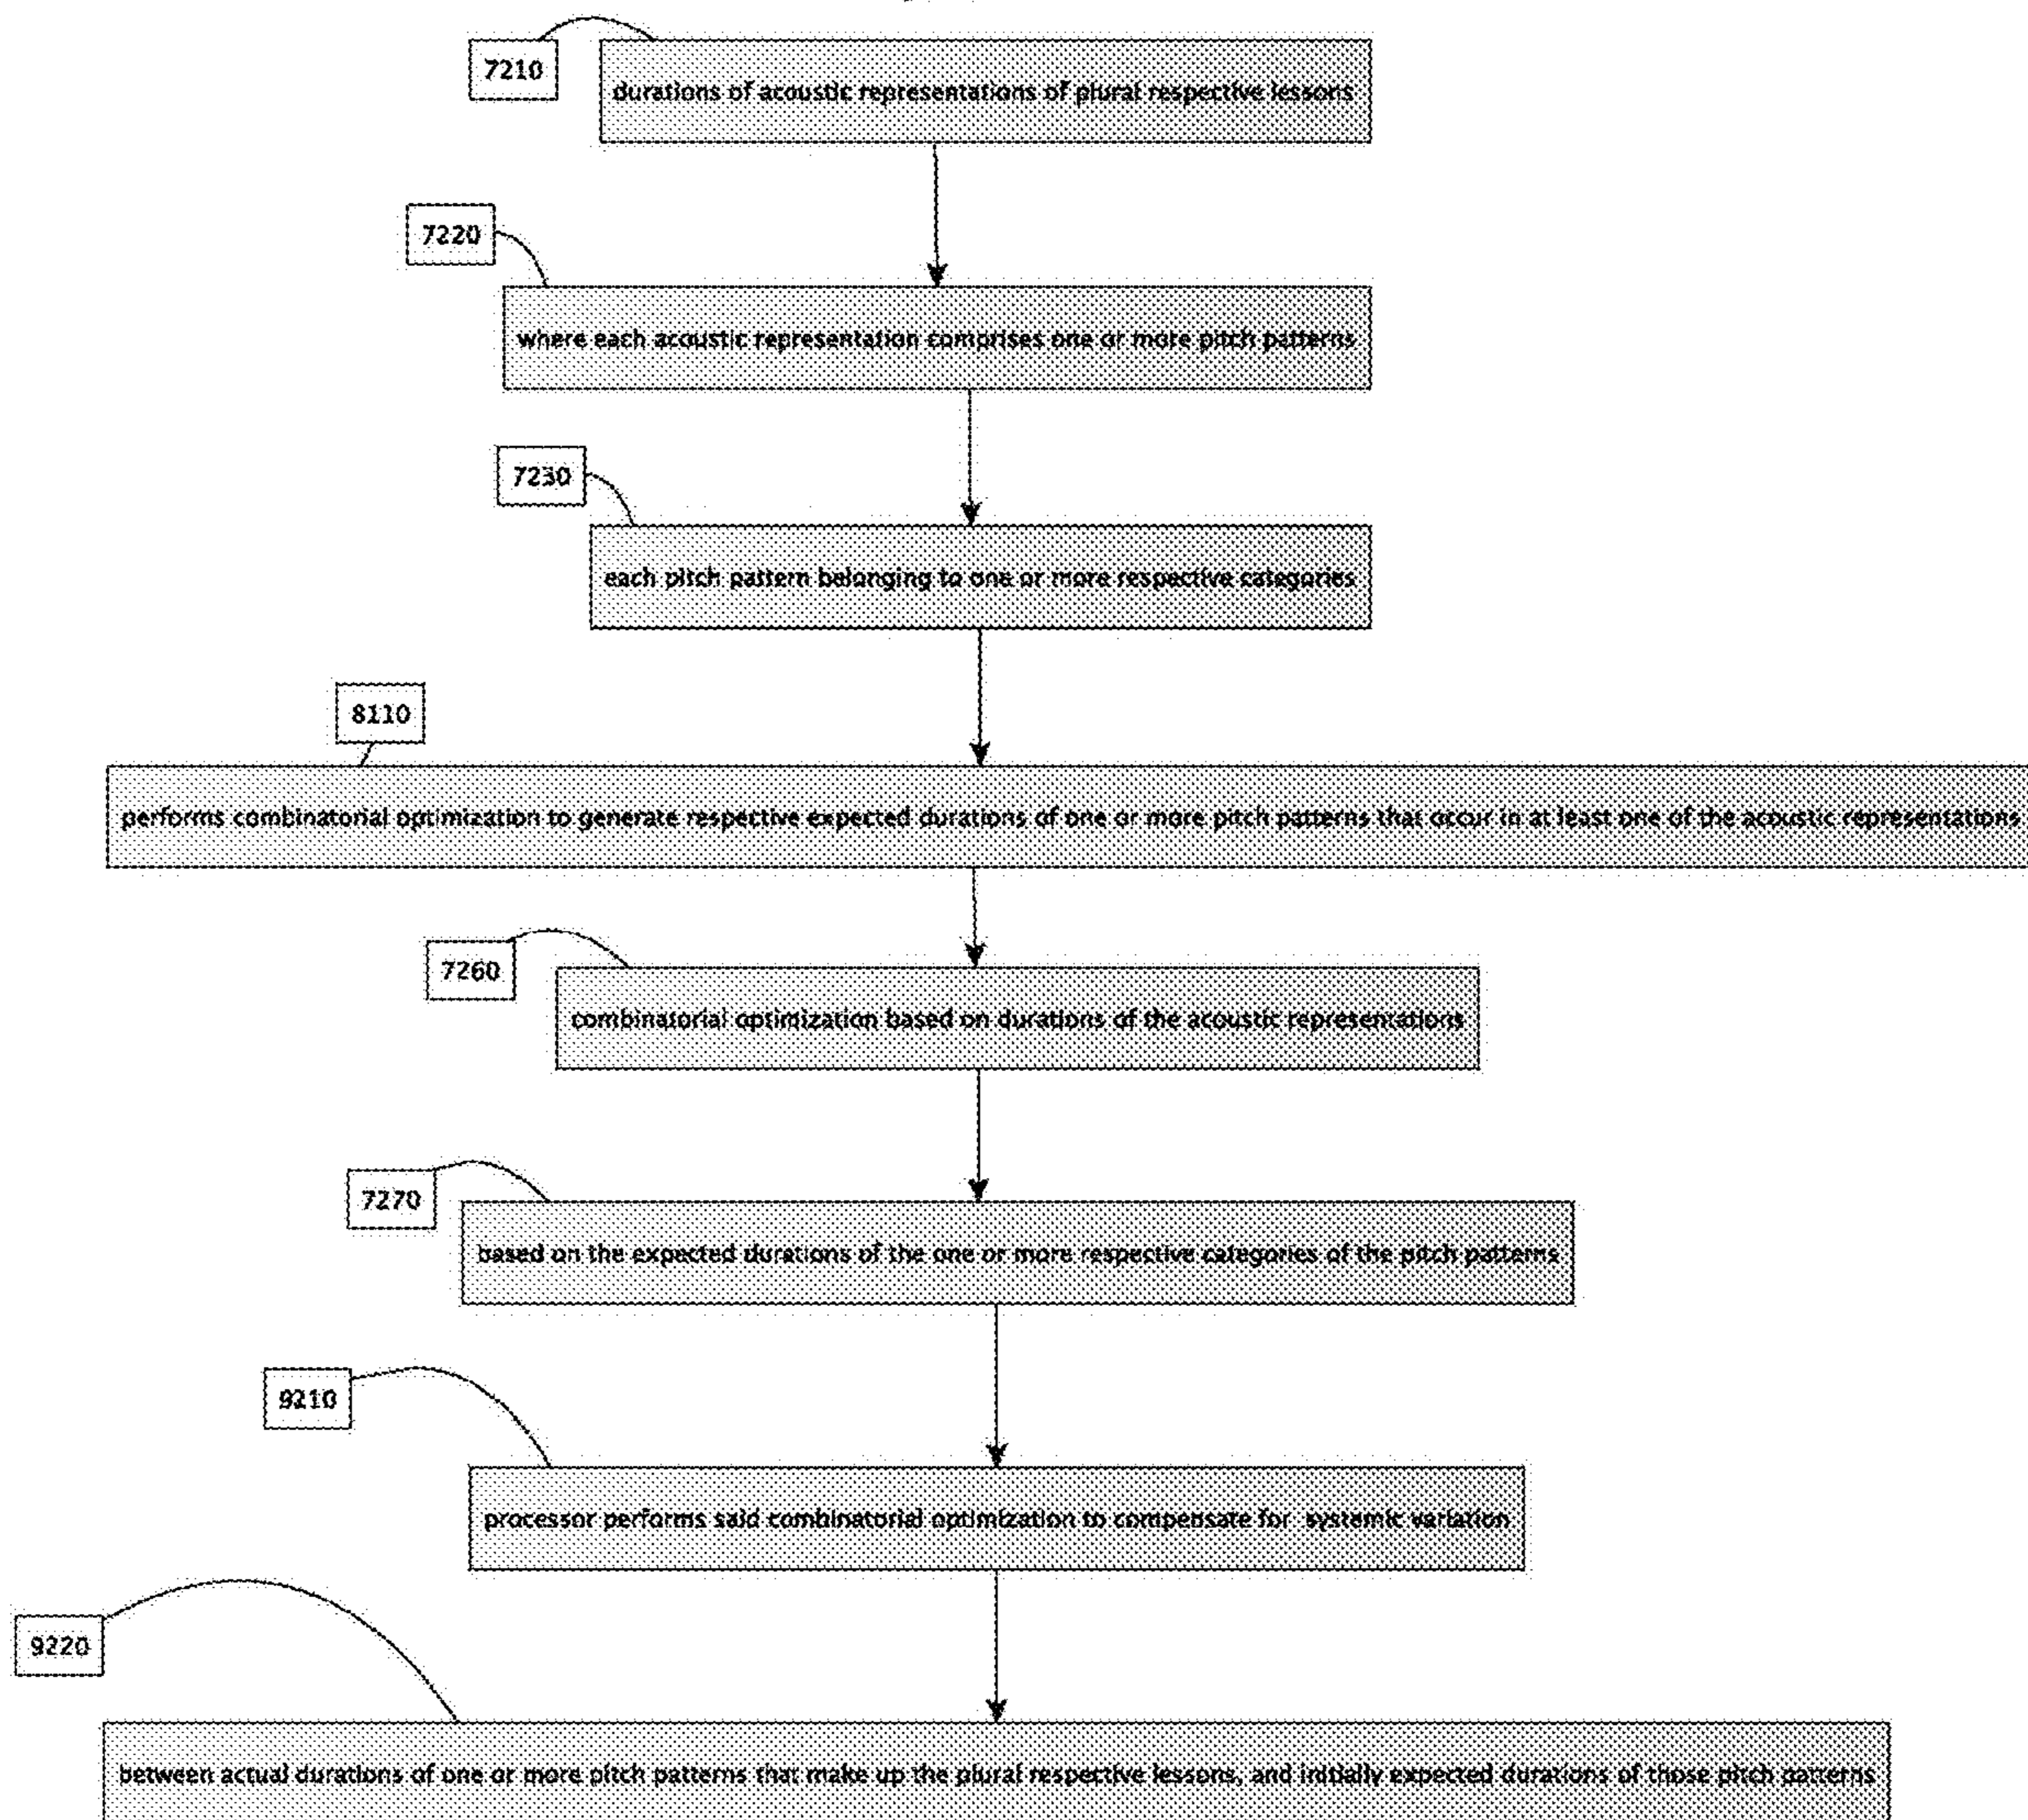 7210
durations of acoustic representations of plural respective lessons
7220
where each acoustic representation comprises one or more pitch patterns
7230
each pitch pattern belonging to one or more respective categories
8110
performs combinatorial optimization to generate respective expected durations of one or more pitch patterns that occur in at least one of the acoustic representations
7260
combinatorial optimization based on durations of the acoustic representations
7270
based on the expected durations of the one or more respective categories of the pitch patterns
9210
processor performs said combinatorial optimization to compensate for systemic variation
9220
between actual durations of one or more pitch patterns that make up the plural respective lessons, and initially expected durations of those pitch patterns